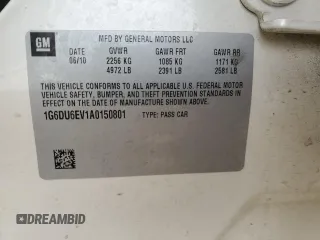 MFD BY GENERAL MOTORS LLC
GM
DATE GVWR GAWR FRT GAWR RR
06/10 2256 KG 1085 KG 1171 KG
4972 LB 2391 LB 2581 LB
THIS VEHICLE CONFORMS TO ALL APPLICABLE U.S. FEDERAL MOTOR VEHICLE SAFETY, BUMPER, AND THEFT PREVENTION STANDARDS IN EFFECT ON THE DATE OF MANUFACTURE SHOWN ABOVE.
1G6DU6EV1A0150801 TYPE: PASS CAR
© DREAMBID
IDREAMBID